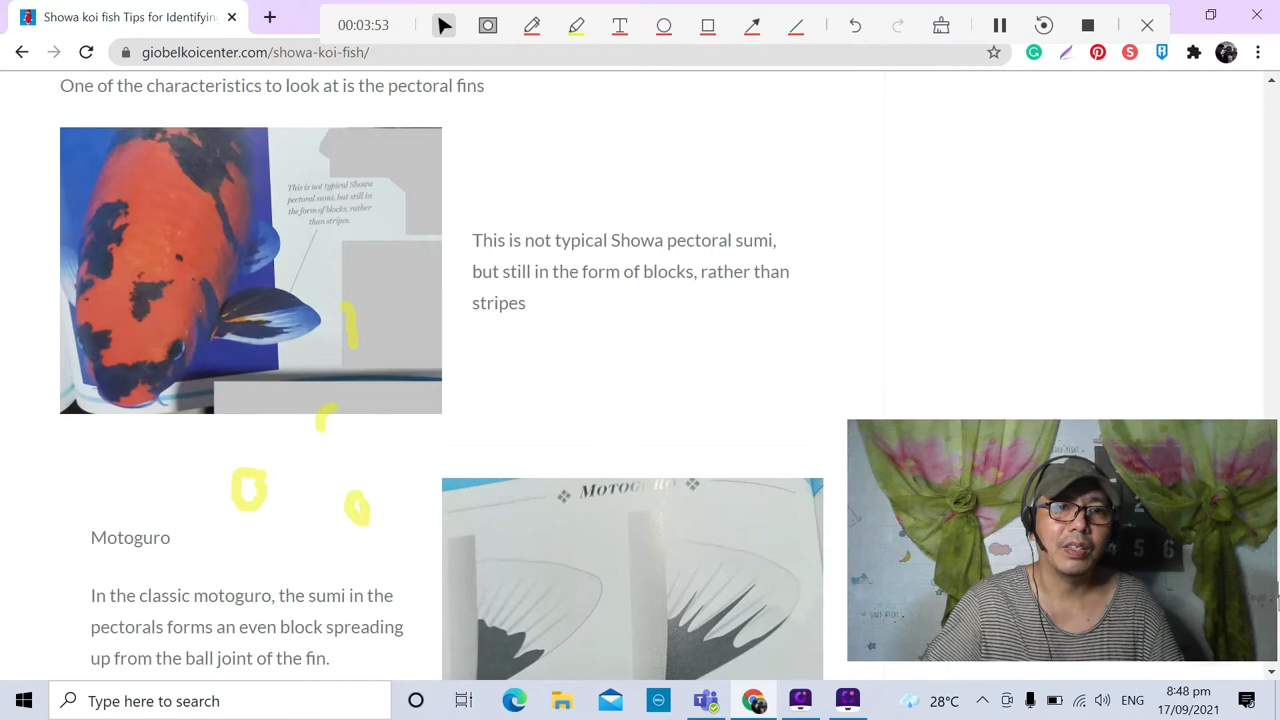 Showa koi fish Tips for Identifyin
00:03:53
giobelkoicenter.com/showa-koi-fish/
One of the characteristics to look at is the pectoral fins
This is not typical Showa
pectoral sumi, but still in
the form of blocks, rather
than stripes.
This is not typical Showa pectoral sumi,
but still in the form of blocks, rather than
stripes
Motoguro
In the classic motoguro, the sumi in the
pectorals forms an even block spreading
up from the ball joint of the fin.
MOTOGURO
4 5 6
Type here to search
28°C
ENG
8:48 pm
17/09/2021